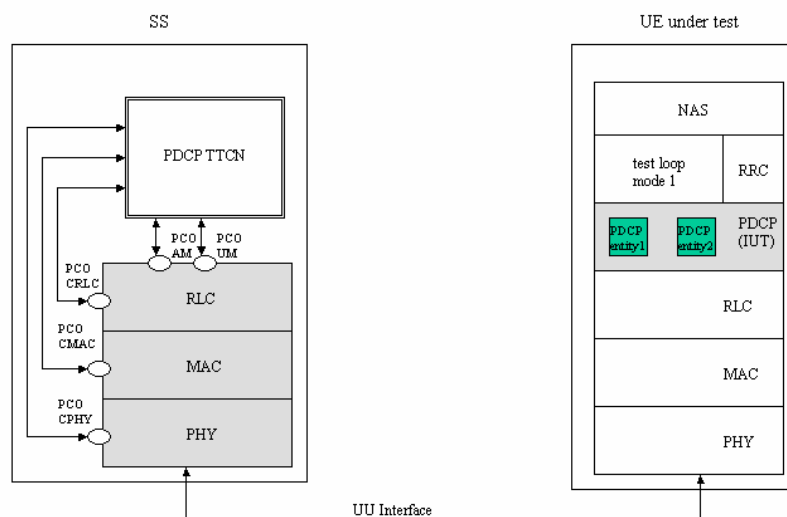 SS
UE under test
PDCP TTCN
PCO
AM
PCO
UM
PCO
CRLC
RLC
PCO
CMAC
MAC
PCO
CPHY
PHY
NAS
test loop
mode 1
RRC
PDCP
entity1
PDCP
entity2
PDCP
(IUT)
RLC
MAC
PHY
UU Interface